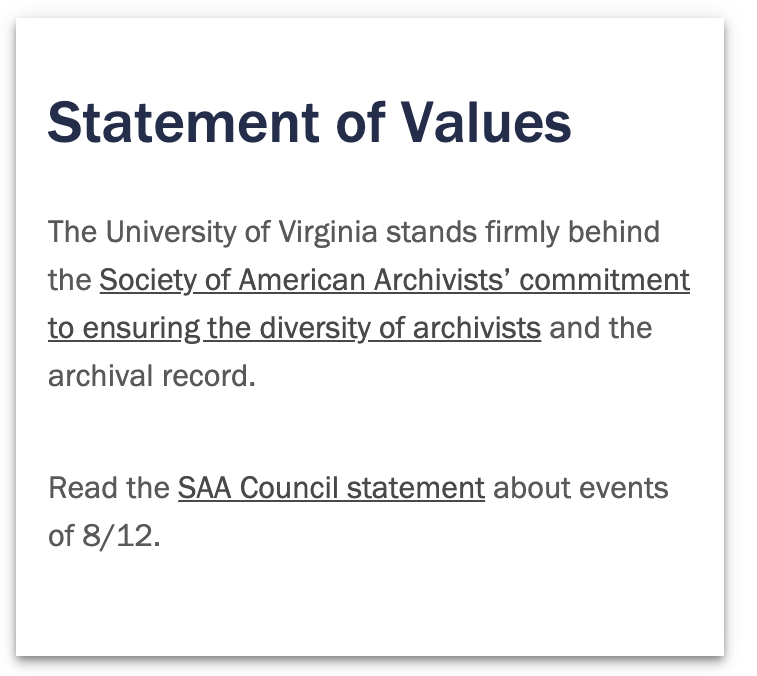 Statement of Values
The University of Virginia stands firmly behind
the Society of American Archivists’ commitment
to ensuring the diversity of archivists and the
archival record.
Read the SAA Council statement about events
of 8/12.